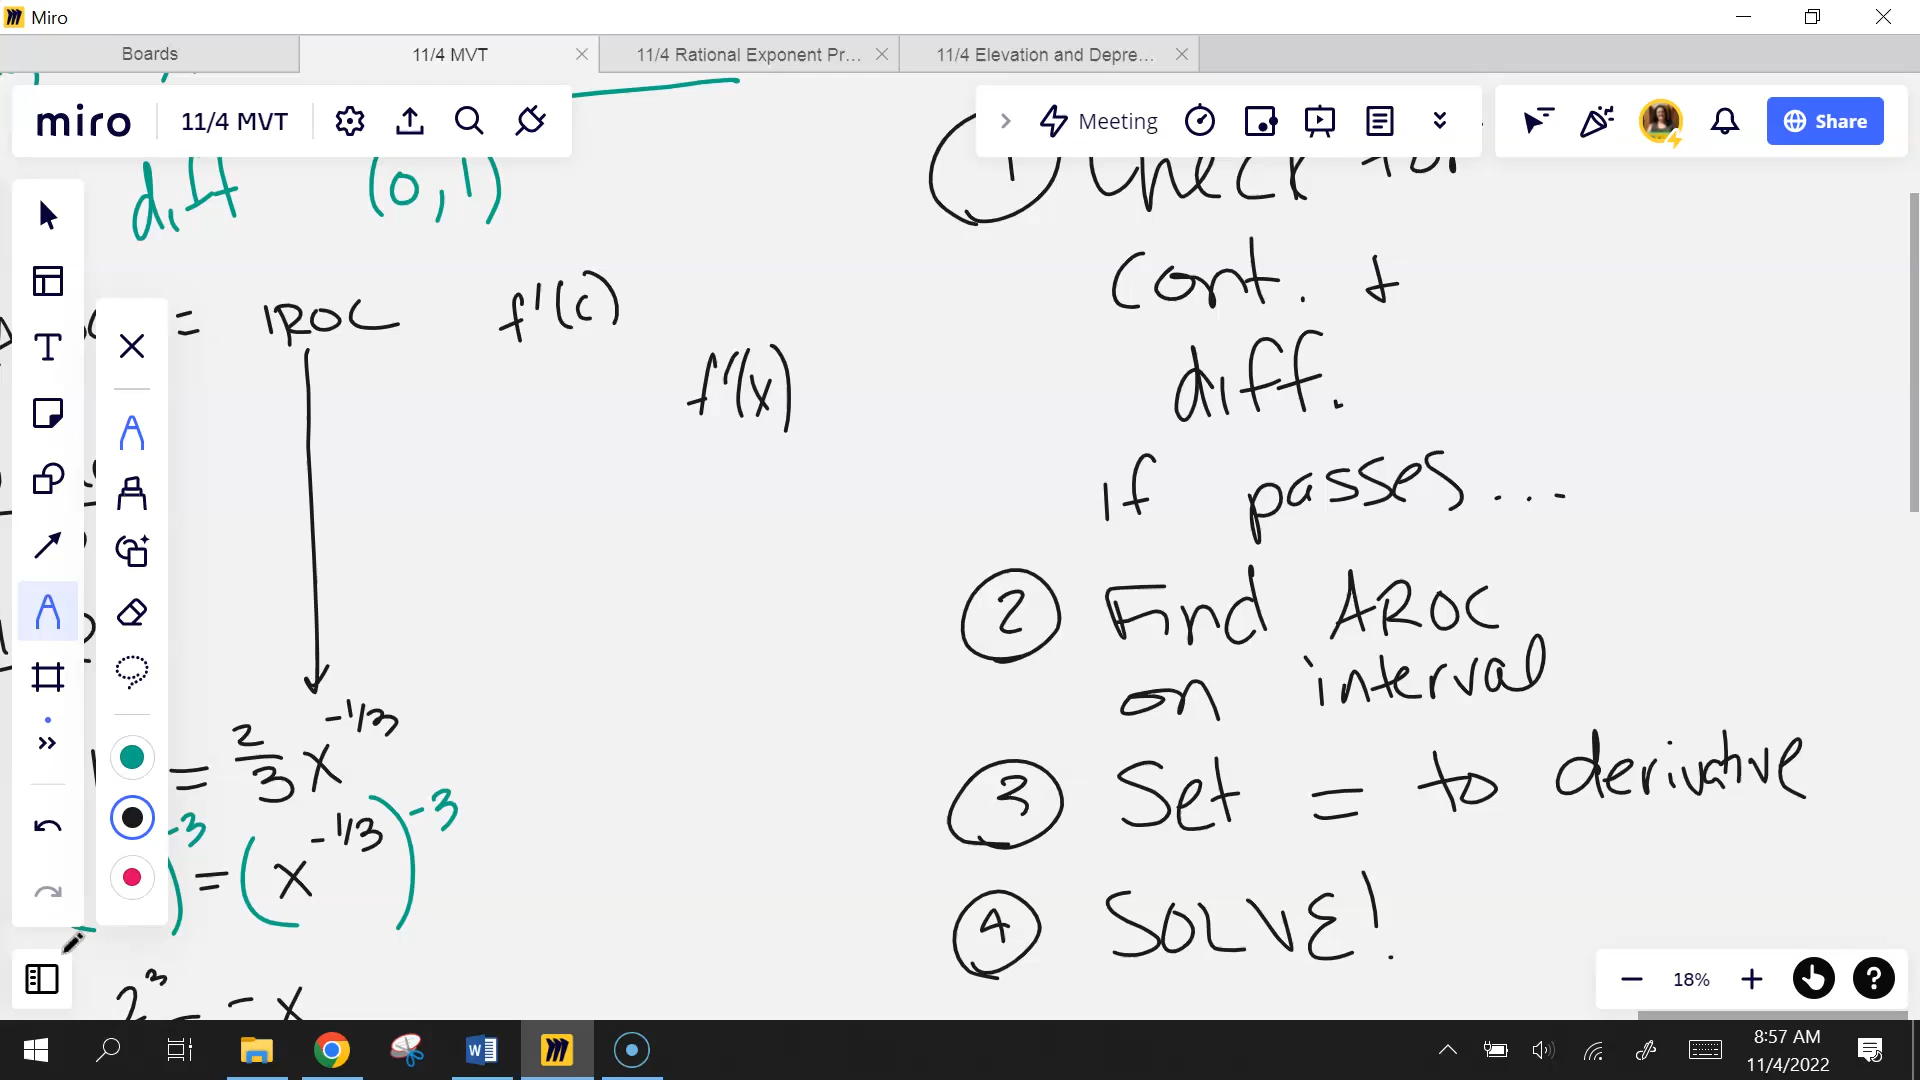 Miro
Boards
11/4 MVT
11/4 Rational Exponent Pr...
11/4 Elevation and Depre...
miro
11/4 MVT
Meeting
Share
diff (0,1)
= IROC f'(c)
f'(x)
= 2/3 x^-1/3
-3 = (x^-1/3)^-3
2^3 = x
1 Check for
cont. +
diff.
if passes...
2 Find AROC
on interval
3 Set = to derivative
4 SOLVE!
18%
8:57 AM
11/4/2022